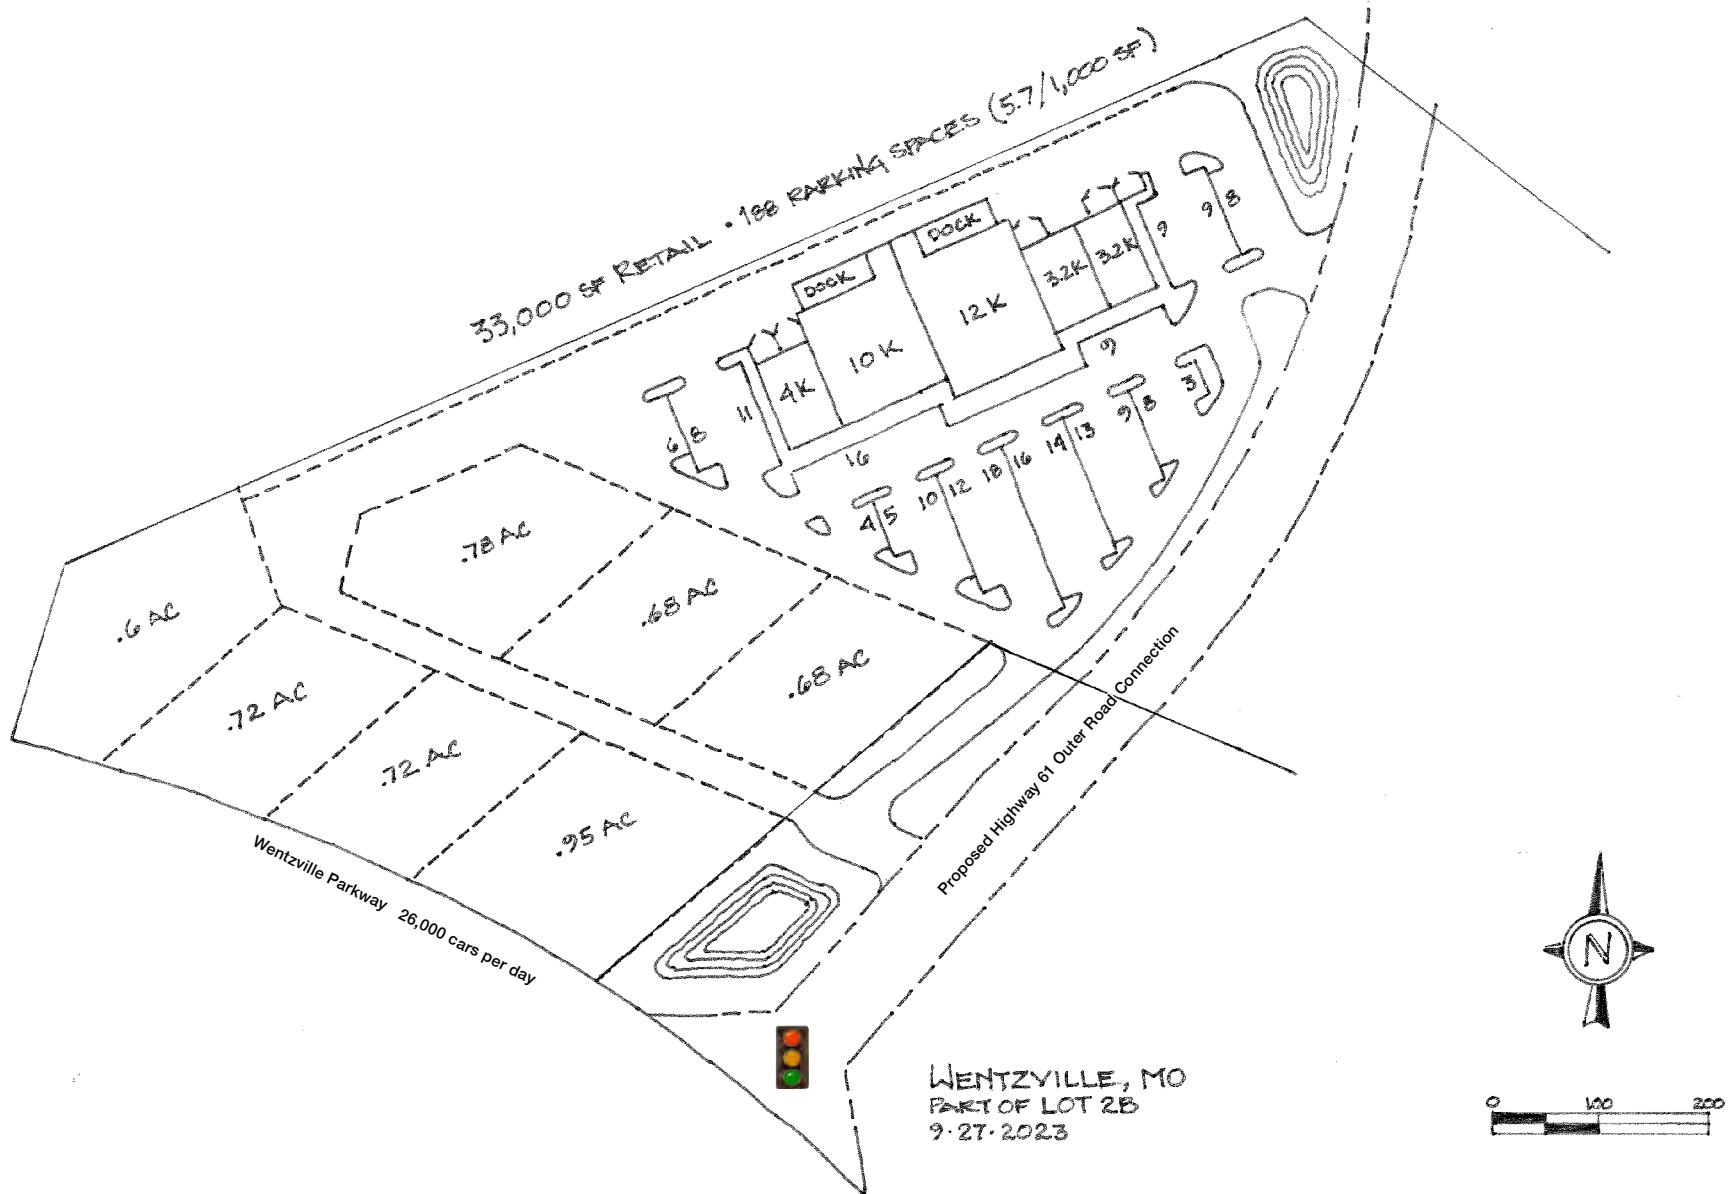 33,000 SF RETAIL . 188 PARKING SPACES (5.7/1,000 SF)
DOCK
DOCK
3.2K
3.2K
12 K
10 K
4K
9
8
9
9
3
9
8
14
13
18
16
10
12
4
5
16
11
6
8
.78 AC
.68 AC
.68 AC
.6 AC
.72 AC
.72 AC
.95 AC
Wentzville Parkway 26,000 cars per day
Proposed Highway 61 Outer Road Connection
N
WENTZVILLE, MO
PART OF LOT 2B
9·27·2023
0 100 200